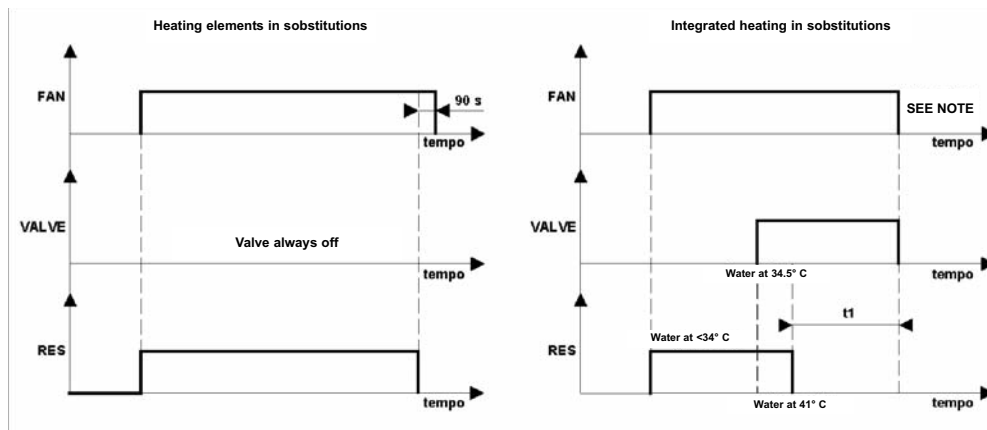 Heating elements in sobstitutions
FAN
90 s
tempo
VALVE
Valve always off
tempo
RES
tempo
Integrated heating in sobstitutions
FAN
SEE NOTE
tempo
VALVE
tempo
Water at 34.5° C
t1
Water at <34° C
RES
tempo
Water at 41° C